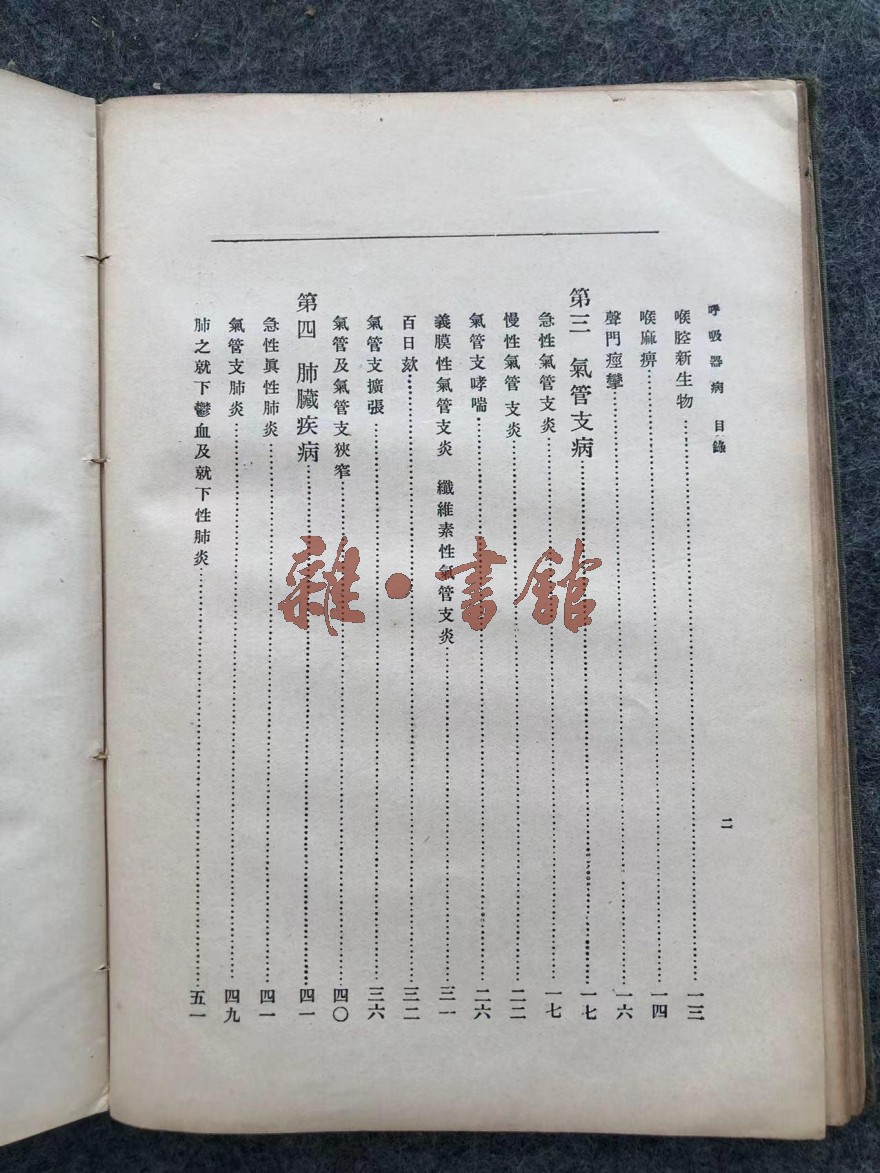 呼吸器病 目錄
二
喉腔新生物 一三
喉麻痹 一四
聲門痙攣 一六
第三 氣管支病 一七
急性氣管支炎 一七
慢性氣管支炎 二二
氣管支哮喘 二六
義膜性氣管支炎 纖維素性氣管支炎 三一
百日欬 三二
氣管支擴張 三六
氣管及氣管支狹窄 四〇
第四 肺臟疾病 四一
急性眞性肺炎 四一
氣管支肺炎 四九
肺之就下鬱血及就下性肺炎 五一
雜·書館